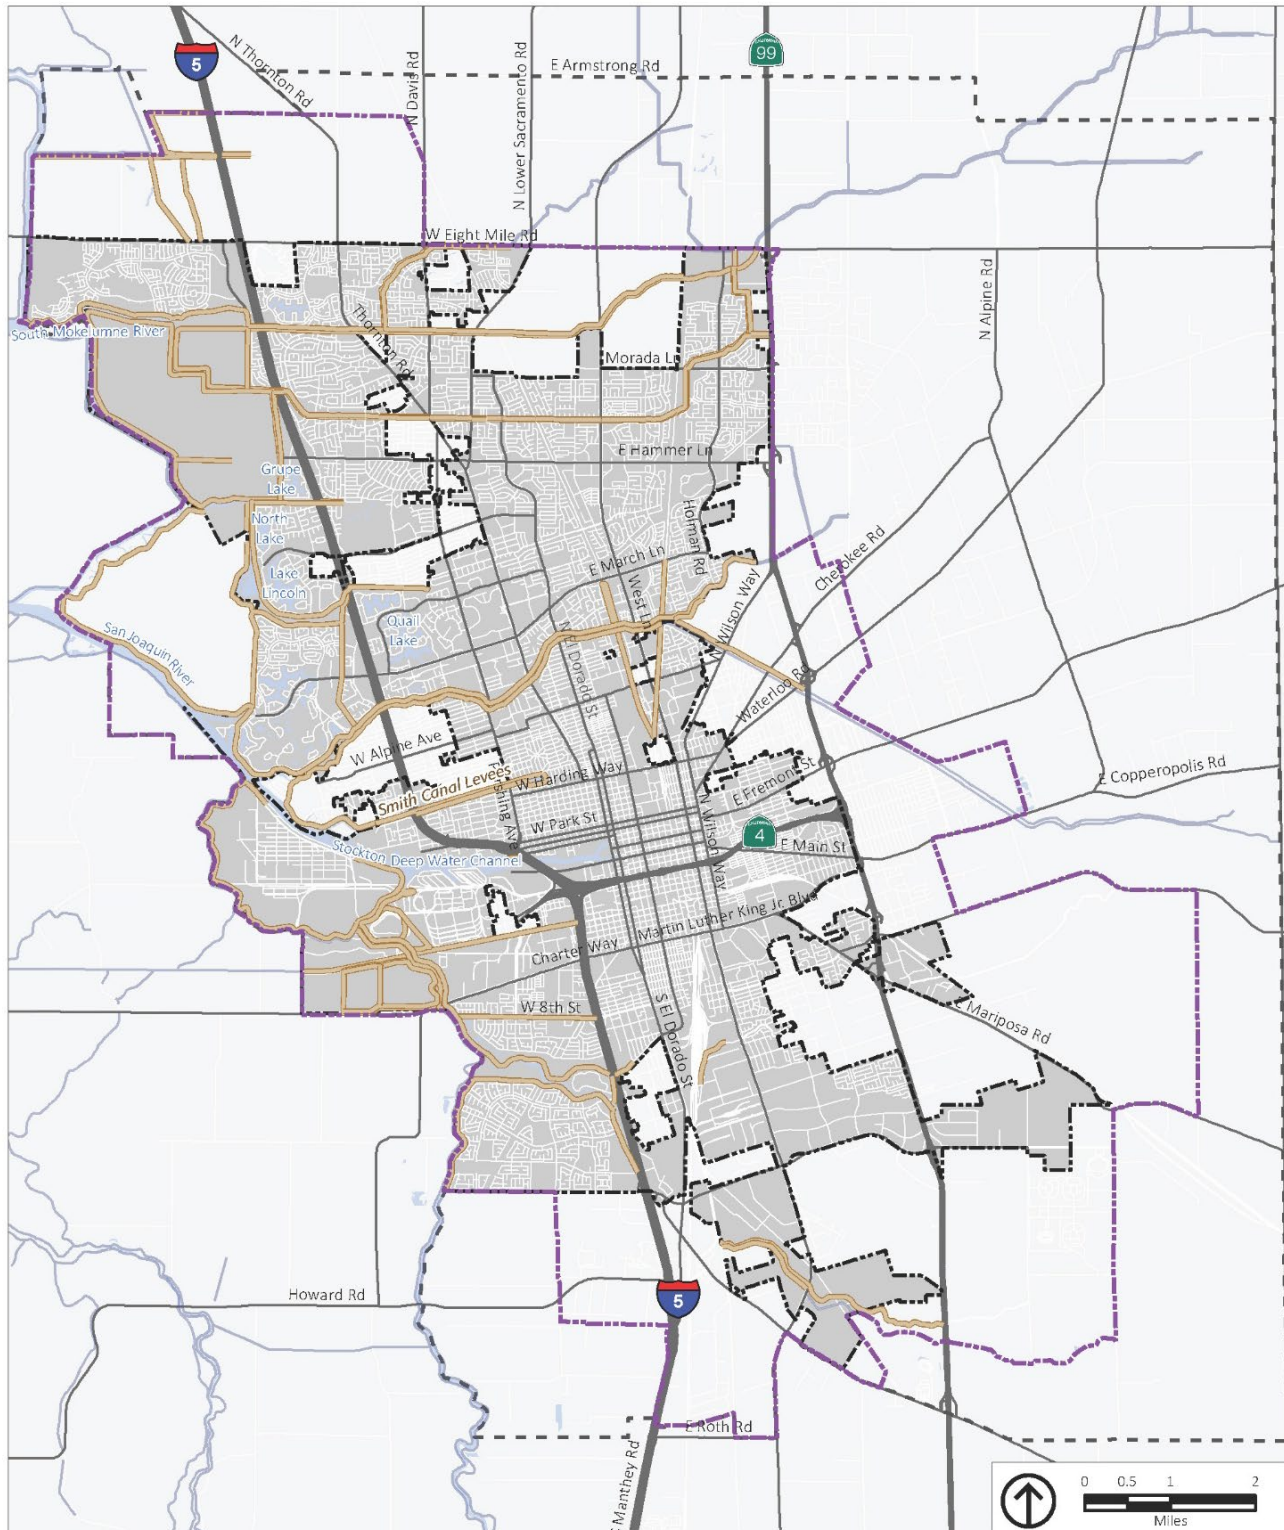 5
N Thornton Rd
N Davis Rd
N Lower Sacramento Rd
E Armstrong Rd
99
W Eight Mile Rd
N Alpine Rd
South Mokelumne River
Thornton Rd
Morada Ln
E Hammer Ln
Grupe
Lake
North
Lake
Holman Rd
E March Ln
Cherokee Rd
Lake
Lincoln
West L
N Wilson Way
Quail
Lake
San Joaquin River
N El Dorado St
Waterloo Rd
W Alpine Ave
E Copperopolis Rd
Smith Canal Levees
W Harding Way
E Fremont St
Pershing Ave
W Park St
N Wilson Way
4
Stockton Deep Water Channel
E Main St
Martin Luther King Jr. Blvd
Charter Way
W 8th St
S El Dorado St
E Mariposa Rd
Howard Rd
5
E Roth Rd
Manthey Rd
0 0.5 1 2
Miles